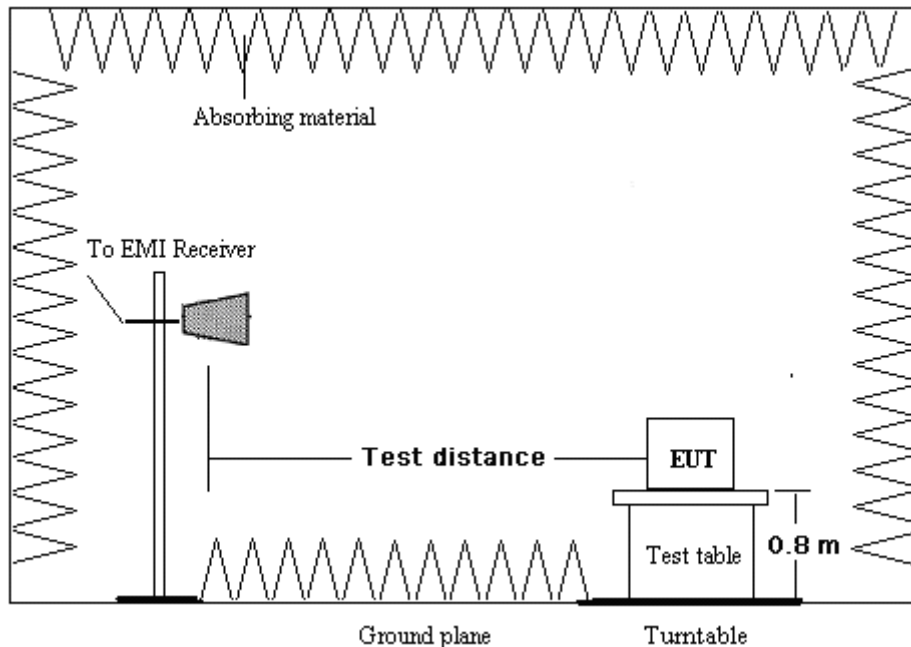 Absorbing material
To EMI Receiver
Test distance
EUT
Test table
0.8 m
Ground plane
Turntable